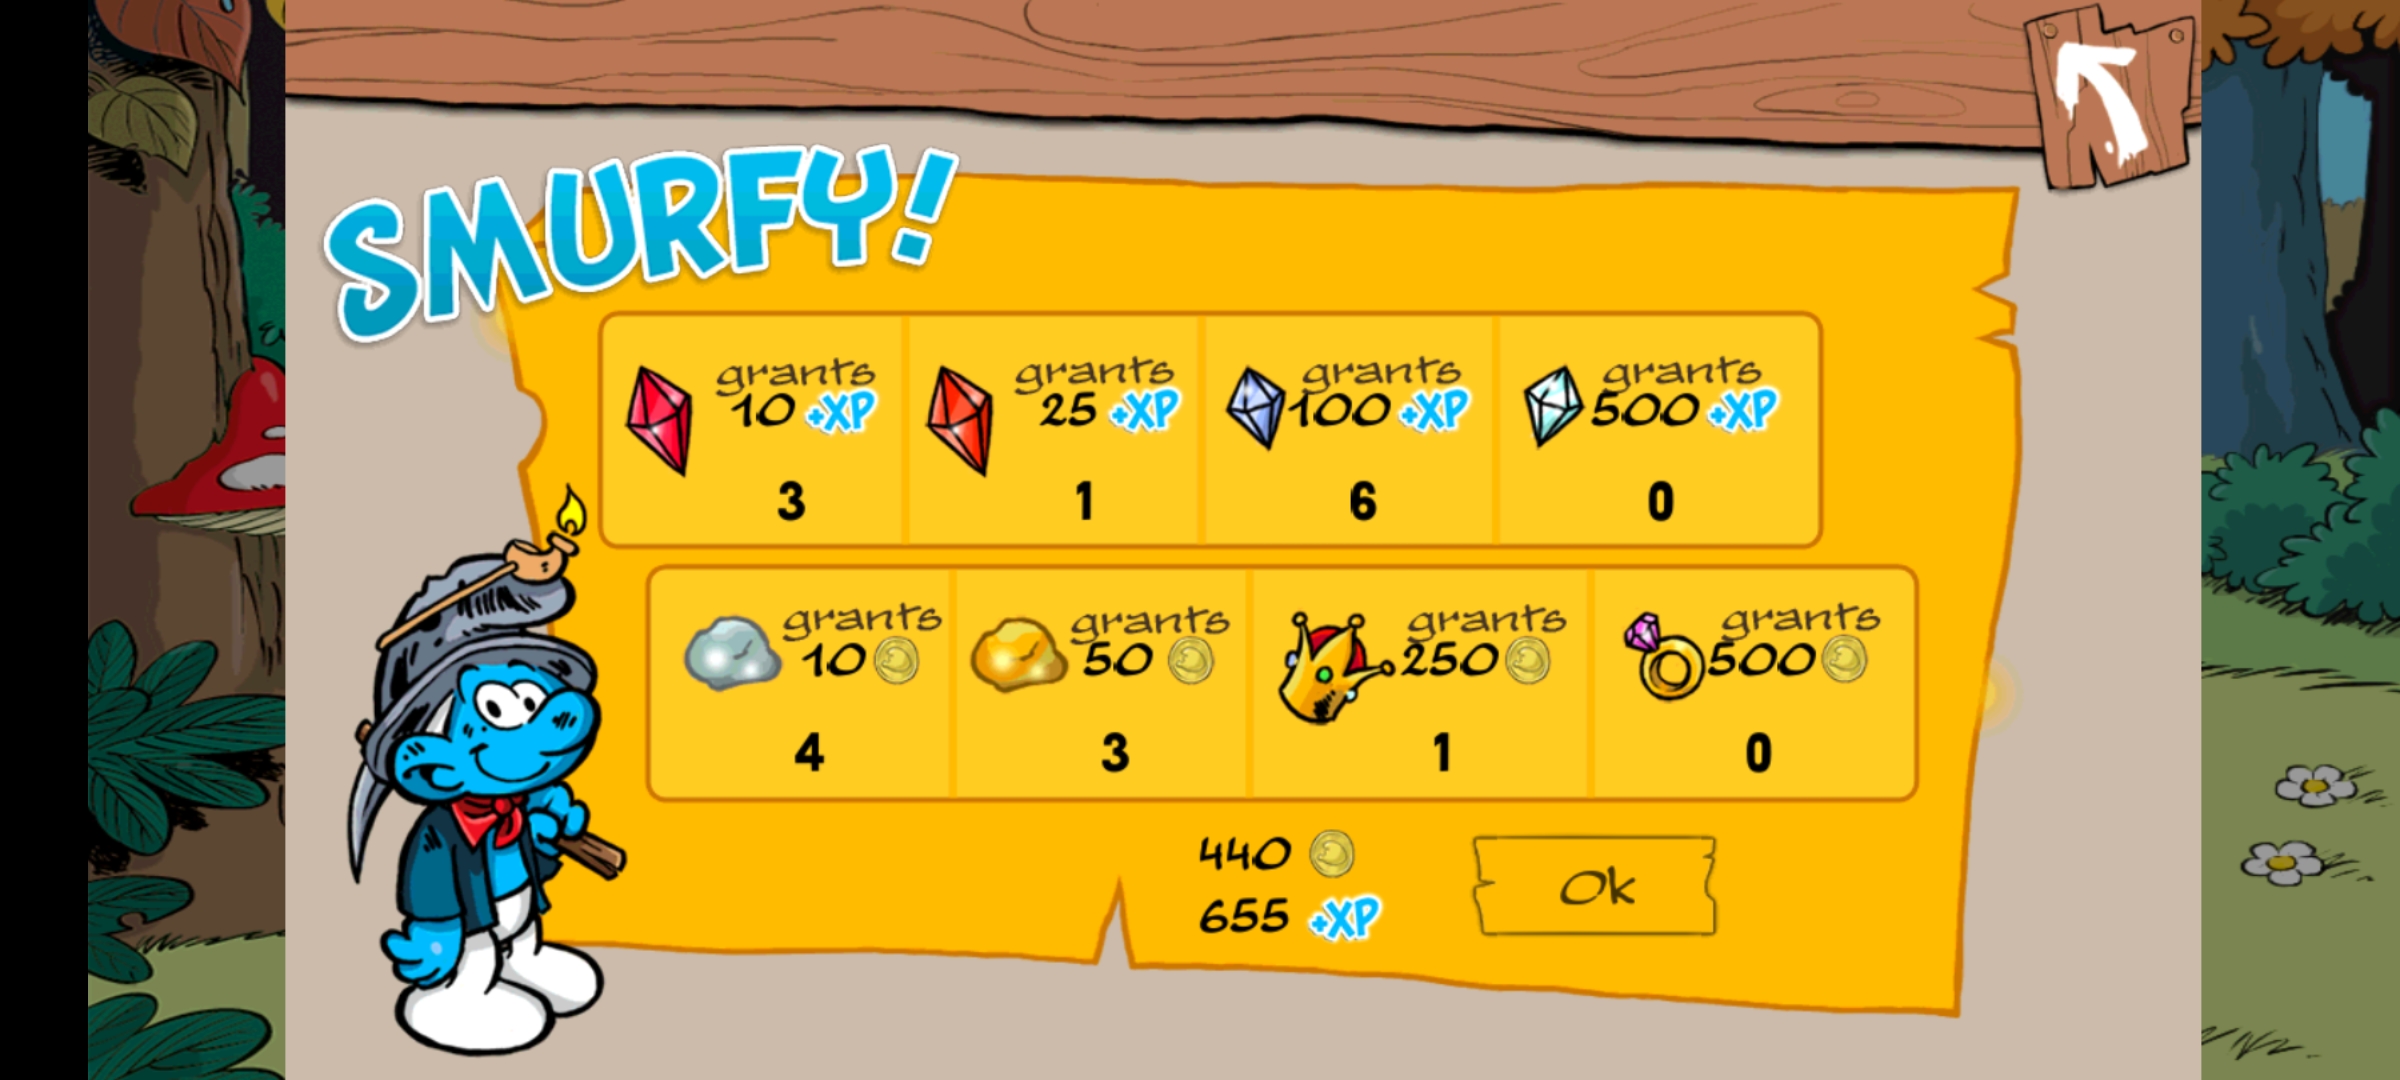 SMURFY!
grants grants grants grants
10 +XP 25 +XP 100 +XP 500 +XP
3 1 6 0
grants grants grants grants
10 50 250 500
4 3 1 0
440
655 +XP
Ok